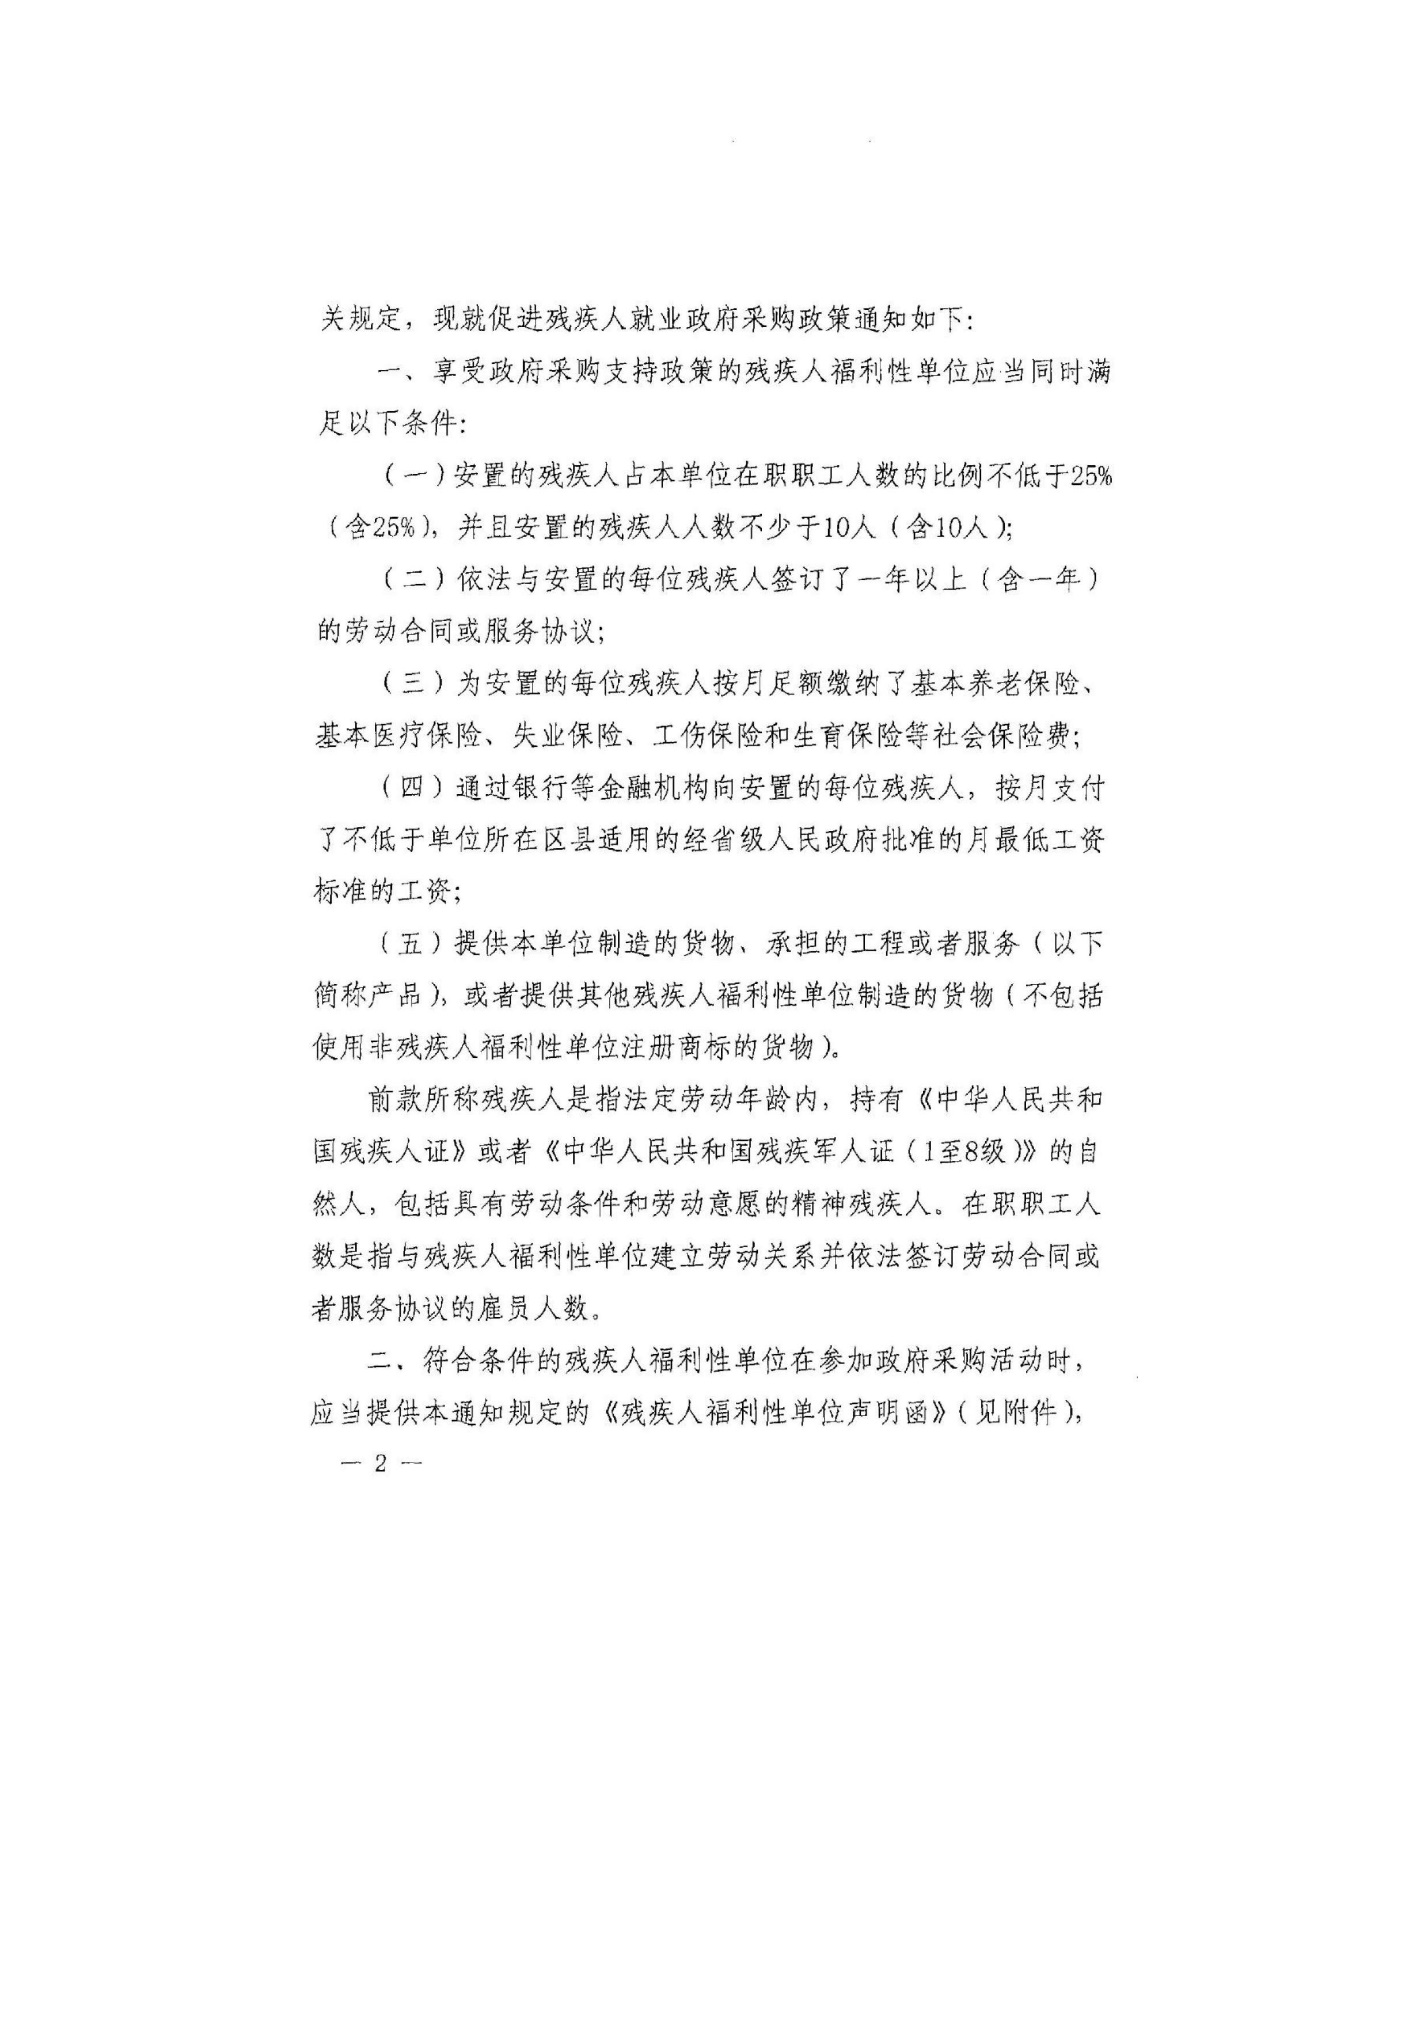 关规定，现就促进残疾人就业政府采购政策通知如下：
一、享受政府采购支持政策的残疾人福利性单位应当同时满
足以下条件：
（一）安置的残疾人占本单位在职职工人数的比例不低于25%
（含25%），并且安置的残疾人人数不少于10人（含10人）；
（二）依法与安置的每位残疾人签订了一年以上（含一年）
的劳动合同或服务协议；
（三）为安置的每位残疾人按月足额缴纳了基本养老保险、
基本医疗保险、失业保险、工伤保险和生育保险等社会保险费；
（四）通过银行等金融机构向安置的每位残疾人，按月支付
了不低于单位所在区县适用的经省级人民政府批准的月最低工资
标准的工资；
（五）提供本单位制造的货物、承担的工程或者服务（以下
简称产品），或者提供其他残疾人福利性单位制造的货物（不包括
使用非残疾人福利性单位注册商标的货物）。
前款所称残疾人是指法定劳动年龄内，持有《中华人民共和
国残疾人证》或者《中华人民共和国残疾军人证（1至8级）》的自
然人，包括具有劳动条件和劳动意愿的精神残疾人。在职职工人
数是指与残疾人福利性单位建立劳动关系并依法签订劳动合同或
者服务协议的雇员人数。
二、符合条件的残疾人福利性单位在参加政府采购活动时，
应当提供本通知规定的《残疾人福利性单位声明函》（见附件），
— 2 —